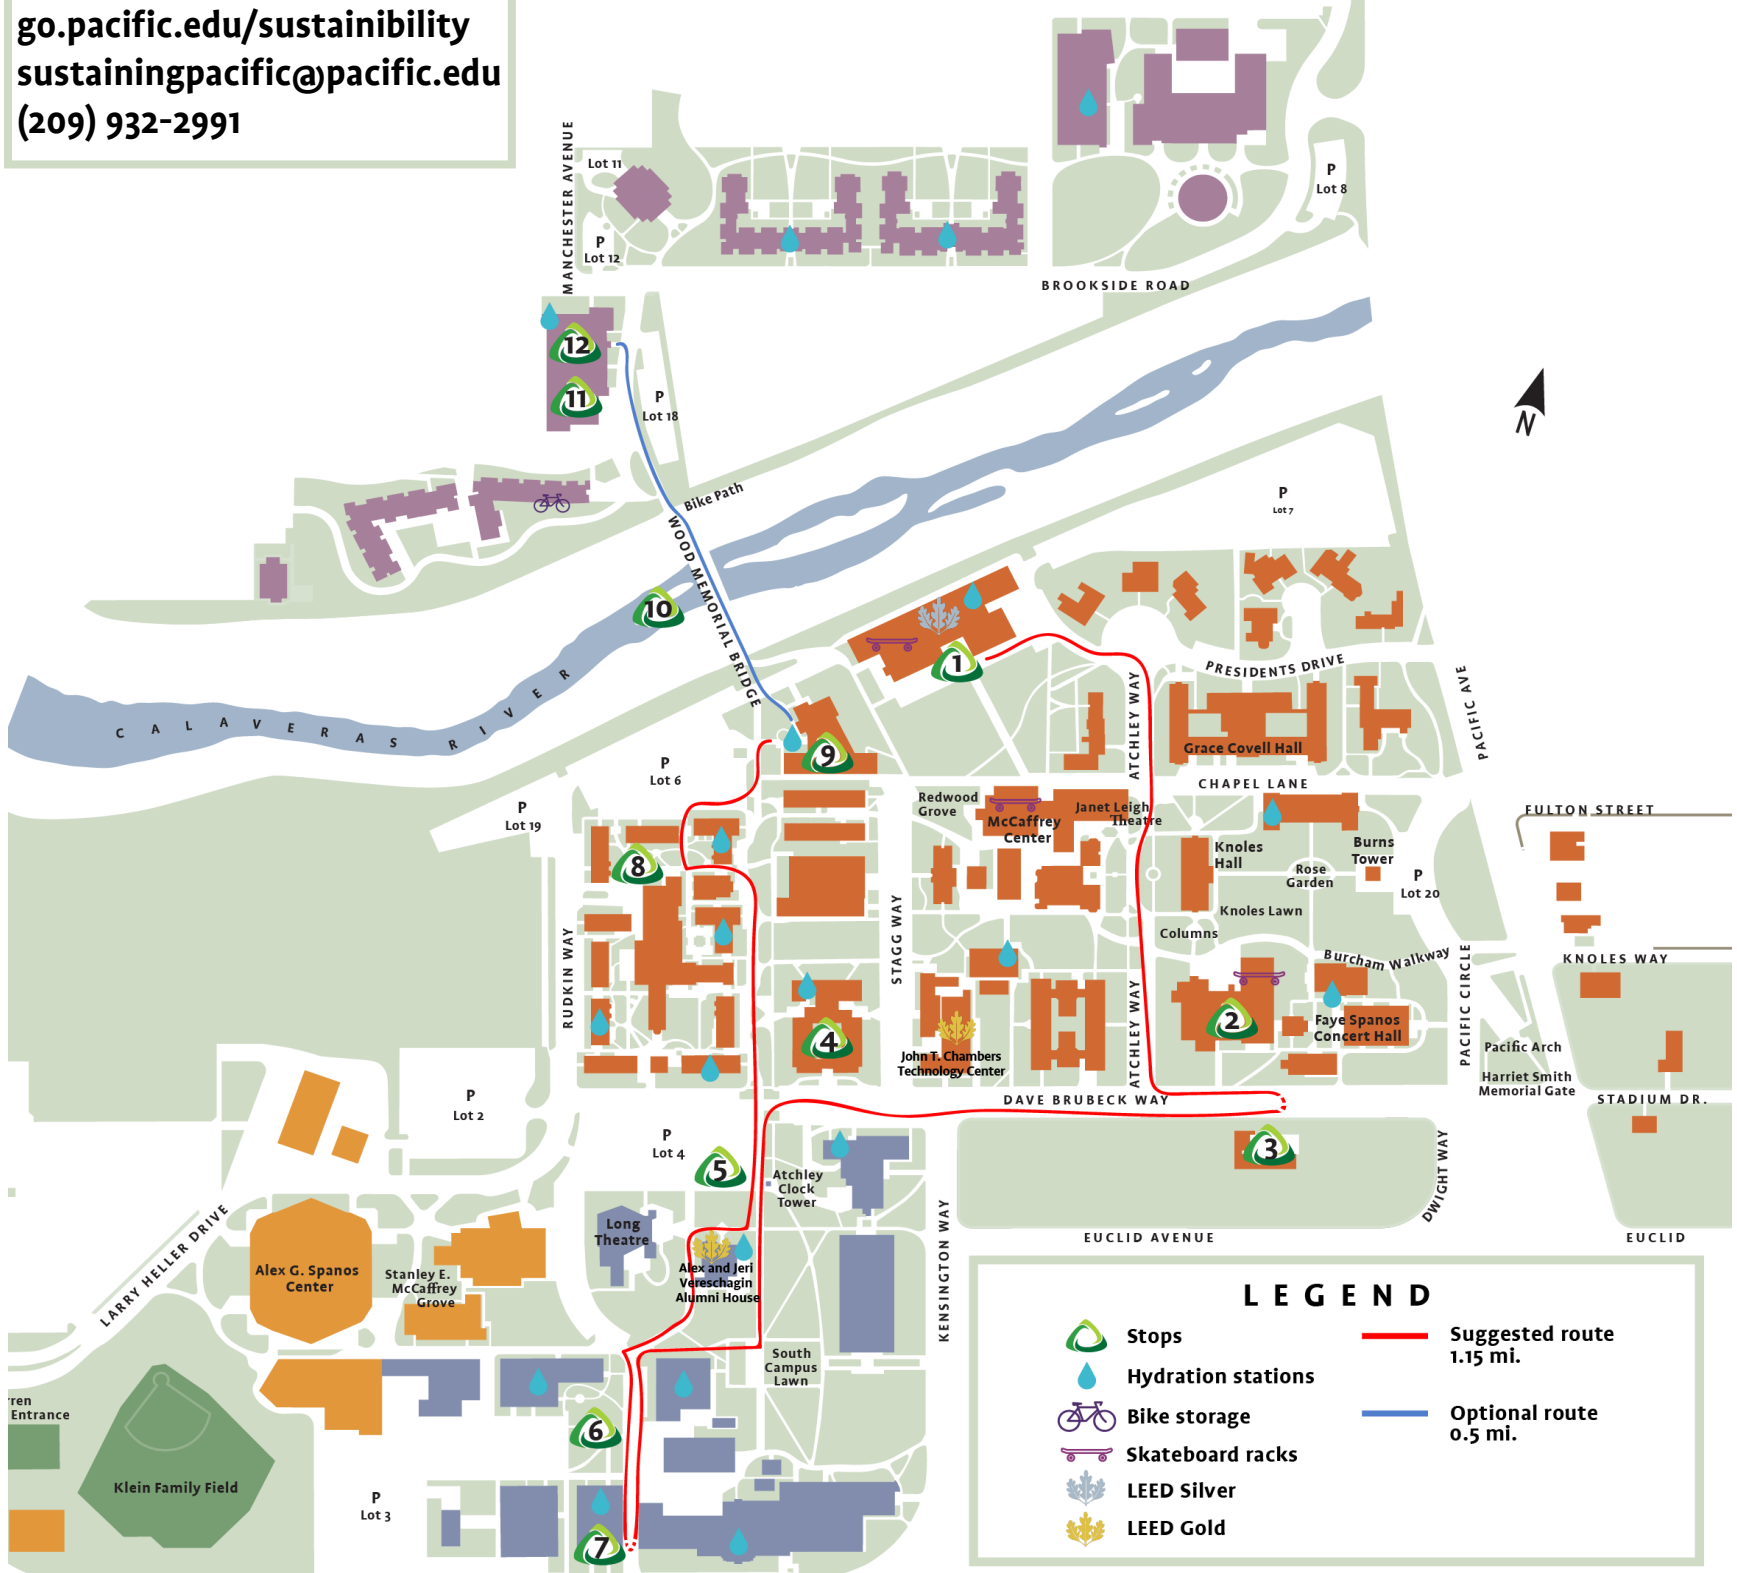 go.pacific.edu/sustainibility
sustainingpacific@pacific.edu
(209) 932-2991
MANCHESTER AVENUE
Lot 11
P
Lot 12
P
Lot 8
BROOKSIDE ROAD
12
11
P
Lot 18
N
Bike Path
P
Lot 7
WOOD MEMORIAL BRIDGE
10
CALAVERAS RIVER
1
PRESIDENTS DRIVE
PACIFIC AVE
ATCHLEY WAY
Grace Covell Hall
9
P
Lot 6
CHAPEL LANE
P
Lot 19
Redwood
Grove
McCaffrey
Center
Janet Leigh
Theatre
FULTON STREET
8
Knoles
Hall
Burns
Tower
Rose
Garden
P
Lot 20
Knoles Lawn
Columns
STAGG WAY
RUDKIN WAY
Burcham Walkway
PACIFIC CIRCLE
KNOLES WAY
4
2
Faye Spanos
Concert Hall
John T. Chambers
Technology Center
ATCHLEY WAY
Pacific Arch
Harriet Smith
Memorial Gate
P
Lot 2
DAVE BRUBECK WAY
STADIUM DR.
P
Lot 4
5
3
Atchley
Clock
Tower
DWIGHT WAY
LARRY HELLER DRIVE
Long
Theatre
KENSINGTON WAY
EUCLID AVENUE
EUCLID
Alex G. Spanos
Center
Stanley E.
McCaffrey
Grove
Alex and Jeri
Vereschagin
Alumni House
South
Campus
Lawn
rren
Entrance
6
Klein Family Field
P
Lot 3
7
LEGEND
Stops
Hydration stations
Bike storage
Skateboard racks
LEED Silver
LEED Gold
Suggested route
1.15 mi.
Optional route
0.5 mi.